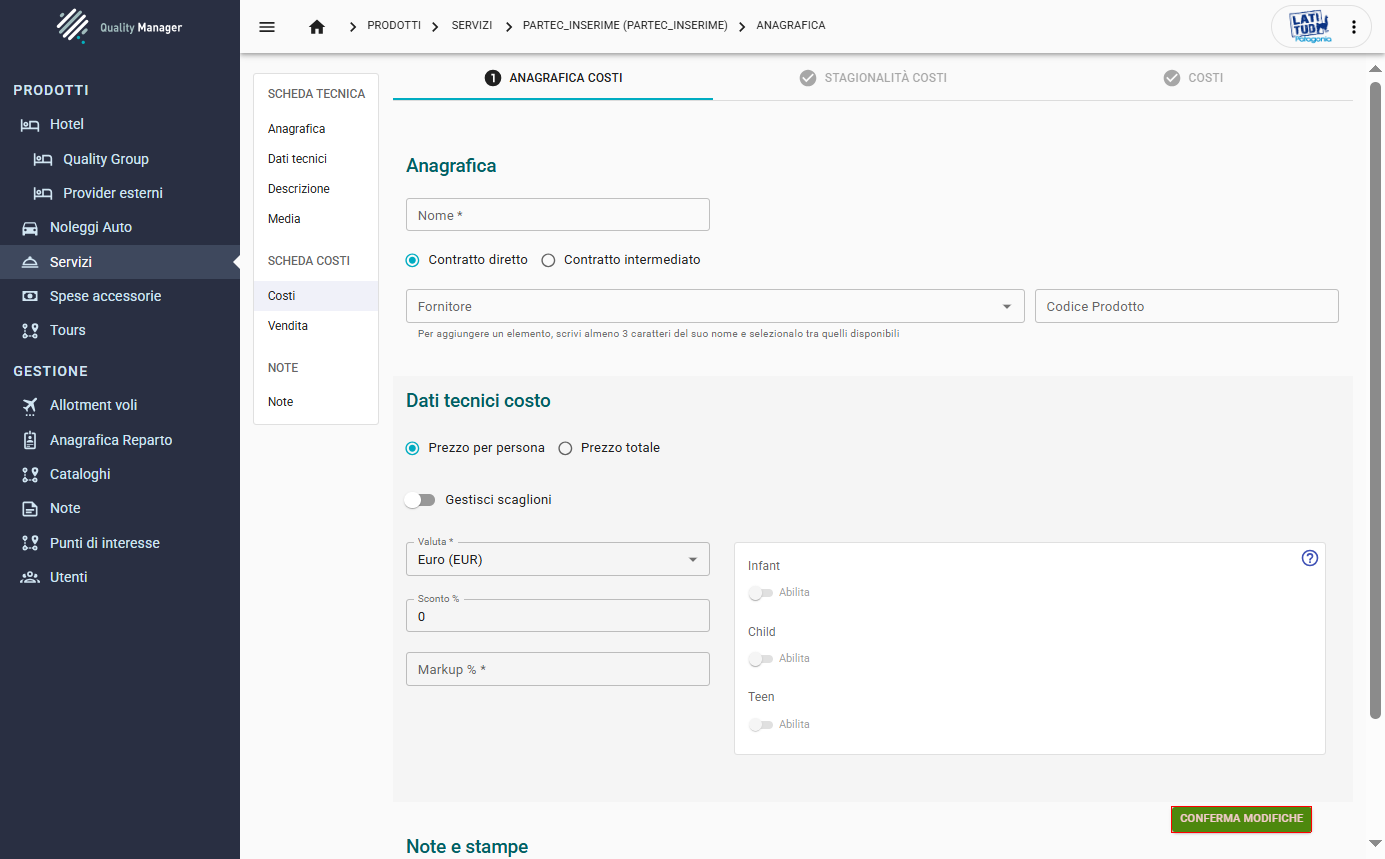 Quality Manager
PRODOTTI
SERVIZI
PARTEC_INSERIME (PARTEC_INSERIME)
ANAGRAFICA
LATI
TUD
Patagonia
PRODOTTI
Hotel
Quality Group
Provider esterni
Noleggi Auto
Servizi
Spese accessorie
Tours
GESTIONE
Allotment voli
Anagrafica Reparto
Cataloghi
Note
Punti di interesse
Utenti
SCHEDA TECNICA
Anagrafica
Dati tecnici
Descrizione
Media
SCHEDA COSTI
Costi
Vendita
NOTE
Note
1 ANAGRAFICA COSTI
STAGIONALITÀ COSTI
COSTI
Anagrafica
Nome *
Contratto diretto
Contratto intermediato
Fornitore
Codice Prodotto
Per aggiungere un elemento, scrivi almeno 3 caratteri del suo nome e selezionalo tra quelli disponibili
Dati tecnici costo
Prezzo per persona
Prezzo totale
Gestisci scaglioni
Valuta *
Euro (EUR)
Sconto %
0
Markup % *
?
Infant
Abilita
Child
Abilita
Teen
Abilita
CONFERMA MODIFICHE
Note e stampe